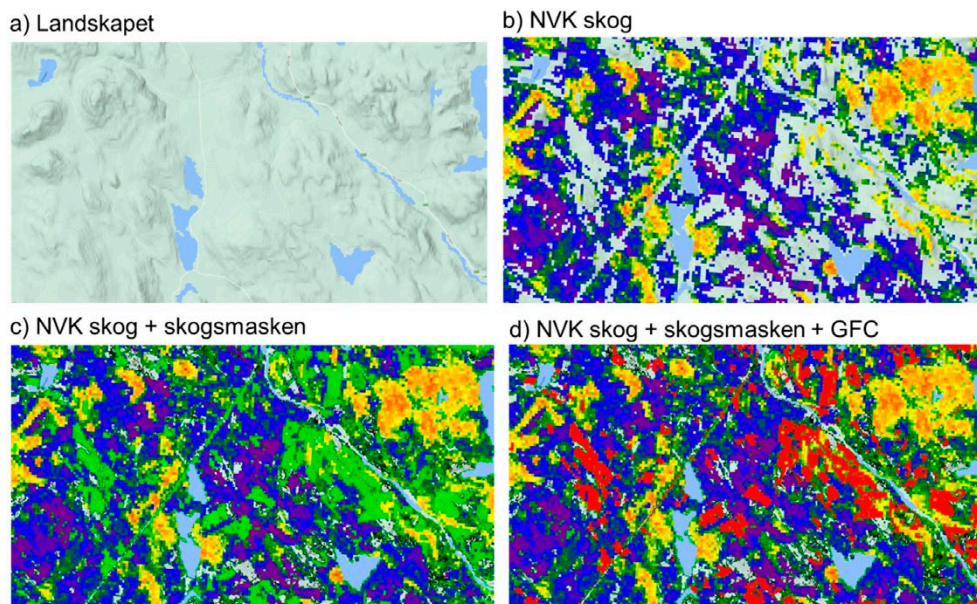 a) Landskapet
b) NVK skog
c) NVK skog + skogsmasken
d) NVK skog + skogsmasken + GFC